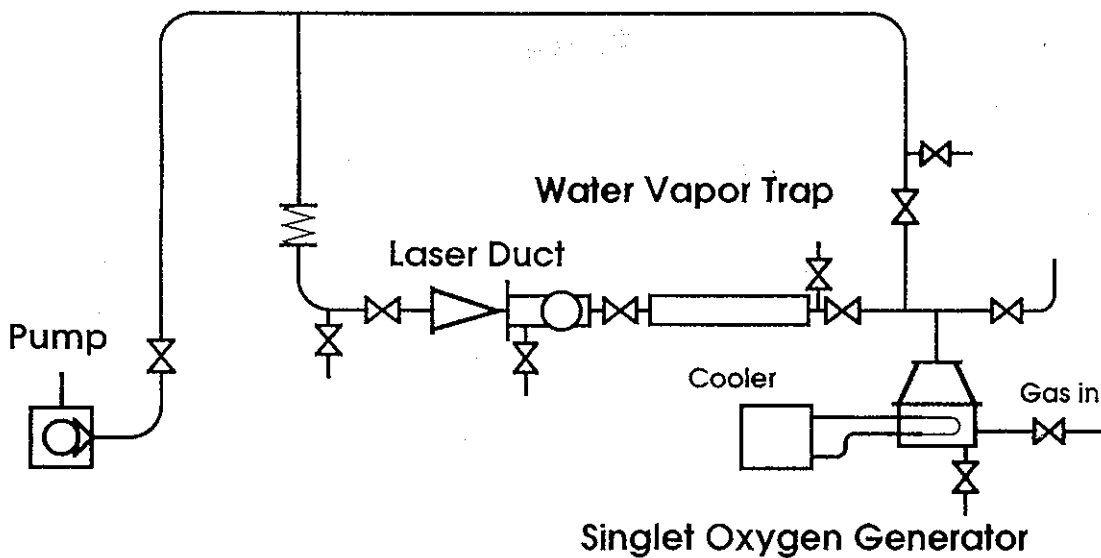 Water Vapor Trap
Laser Duct
Pump
Cooler
Gas in
Singlet Oxygen Generator